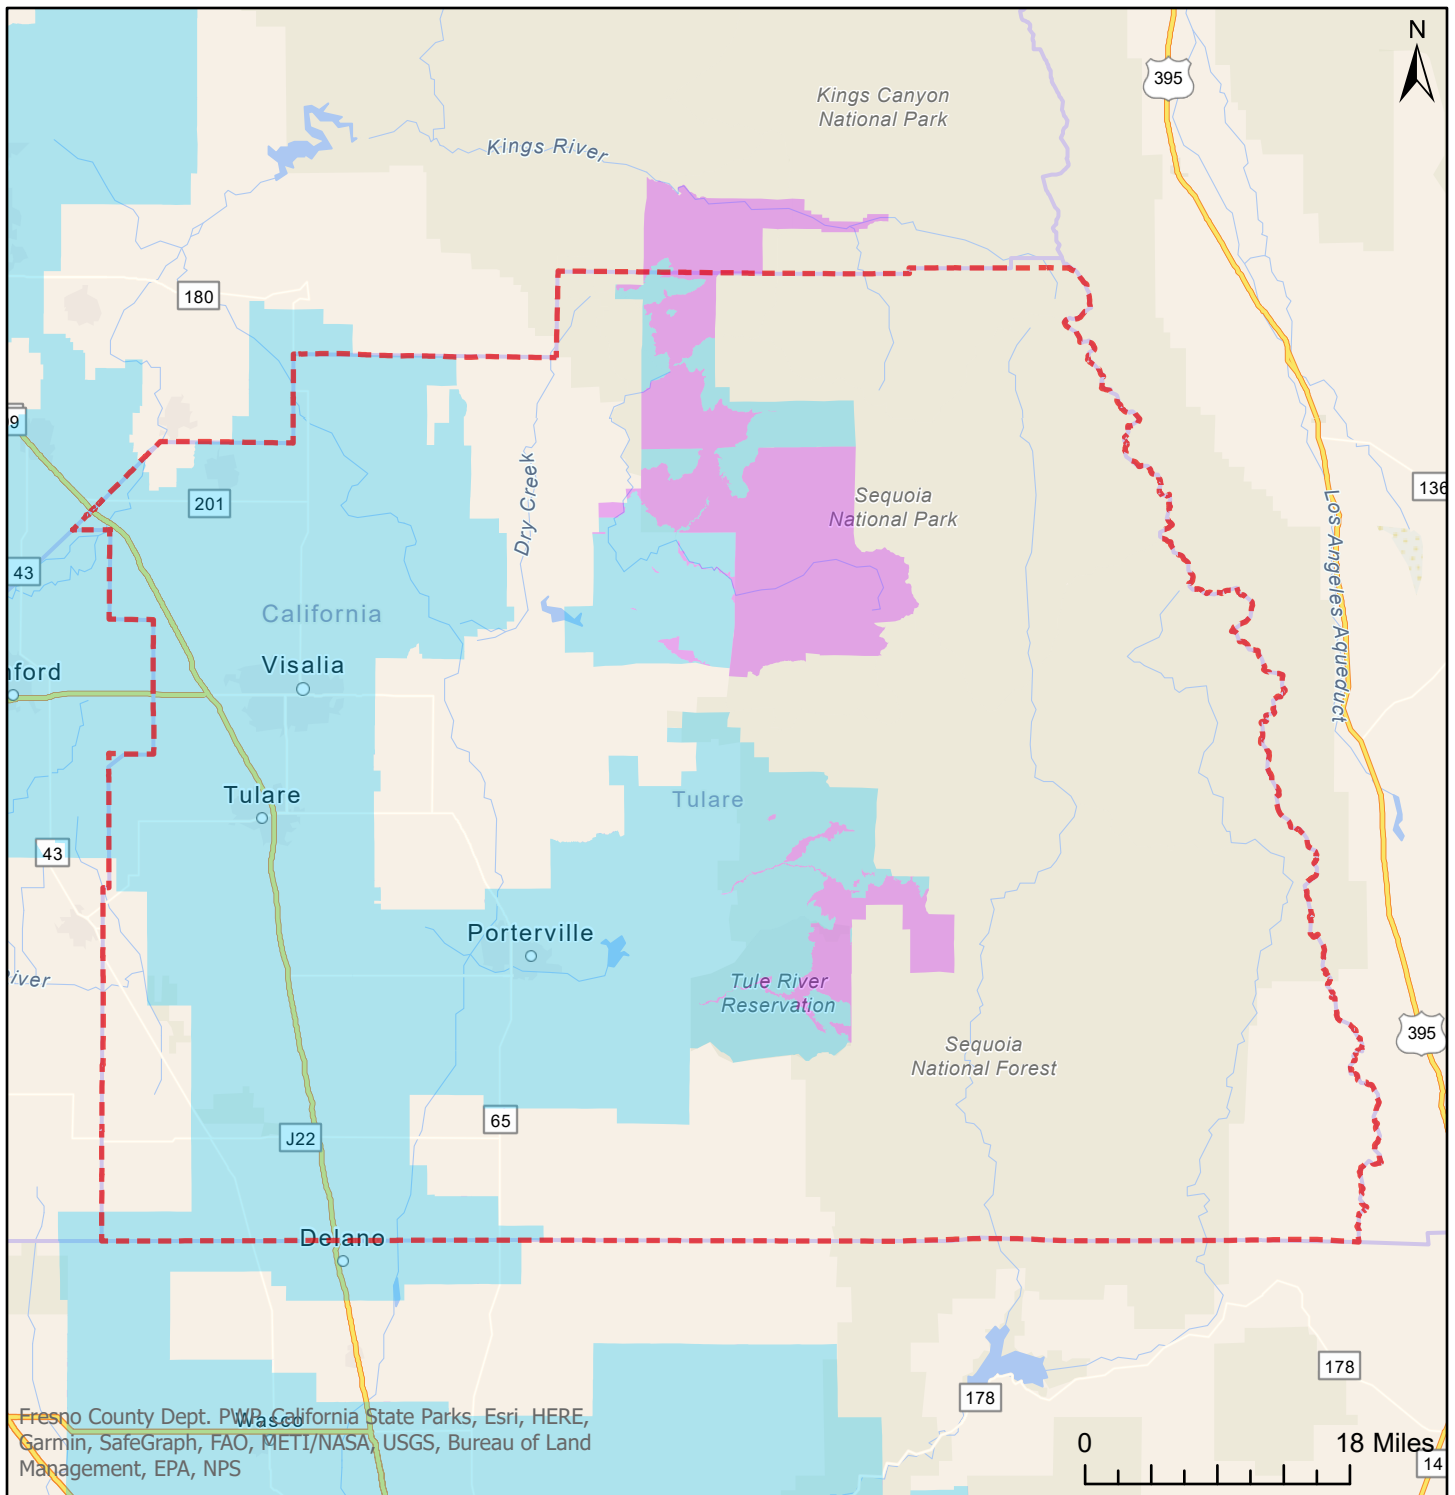 N
395
Kings Canyon
National Park
Kings River
180
9
136
201
Dry Creek
Sequoia
National Park
Los Angeles Aqueduct
43
California
Visalia
nford
Tulare
Tulare
43
Porterville
River
Tule River
Reservation
Sequoia
National Forest
395
65
J22
Delano
178
178
Wasco
Fresno County Dept. PWP, California State Parks, Esri, HERE,
Garmin, SafeGraph, FAO, METI/NASA, USGS, Bureau of Land
Management, EPA, NPS
0 18 Miles
14